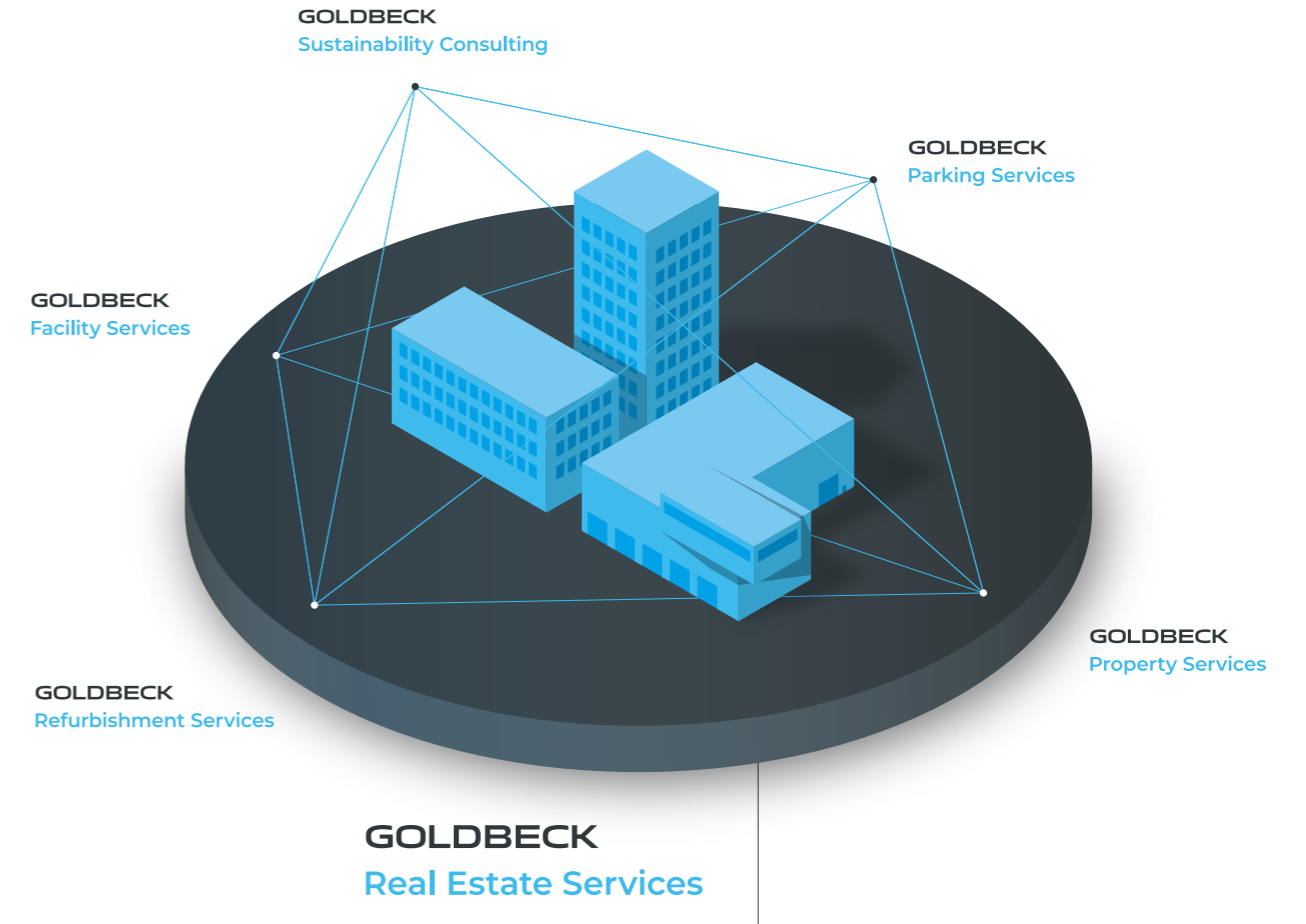 GOLDBECK
Sustainability Consulting
GOLDBECK
Parking Services
GOLDBECK
Facility Services
GOLDBECK
Property Services
GOLDBECK
Refurbishment Services
GOLDBECK
Real Estate Services